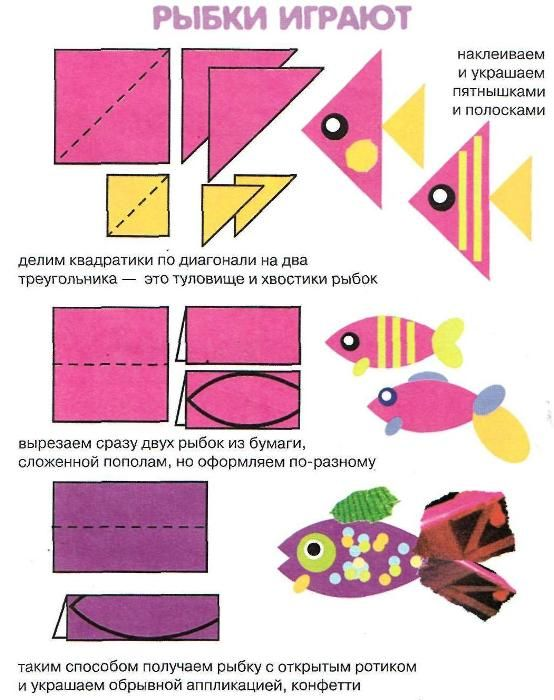 РЫБКИ ИГРАЮТ
наклеиваем
и украшаем
пятнышками
и полосками
делим квадратики по диагонали на два
треугольника — это туловище и хвостики рыбок
вырезаем сразу двух рыбок из бумаги,
сложенной пополам, но оформляем по-разному
таким способом получаем рыбку с открытым ротиком
и украшаем обрывной аппликацией, конфетти